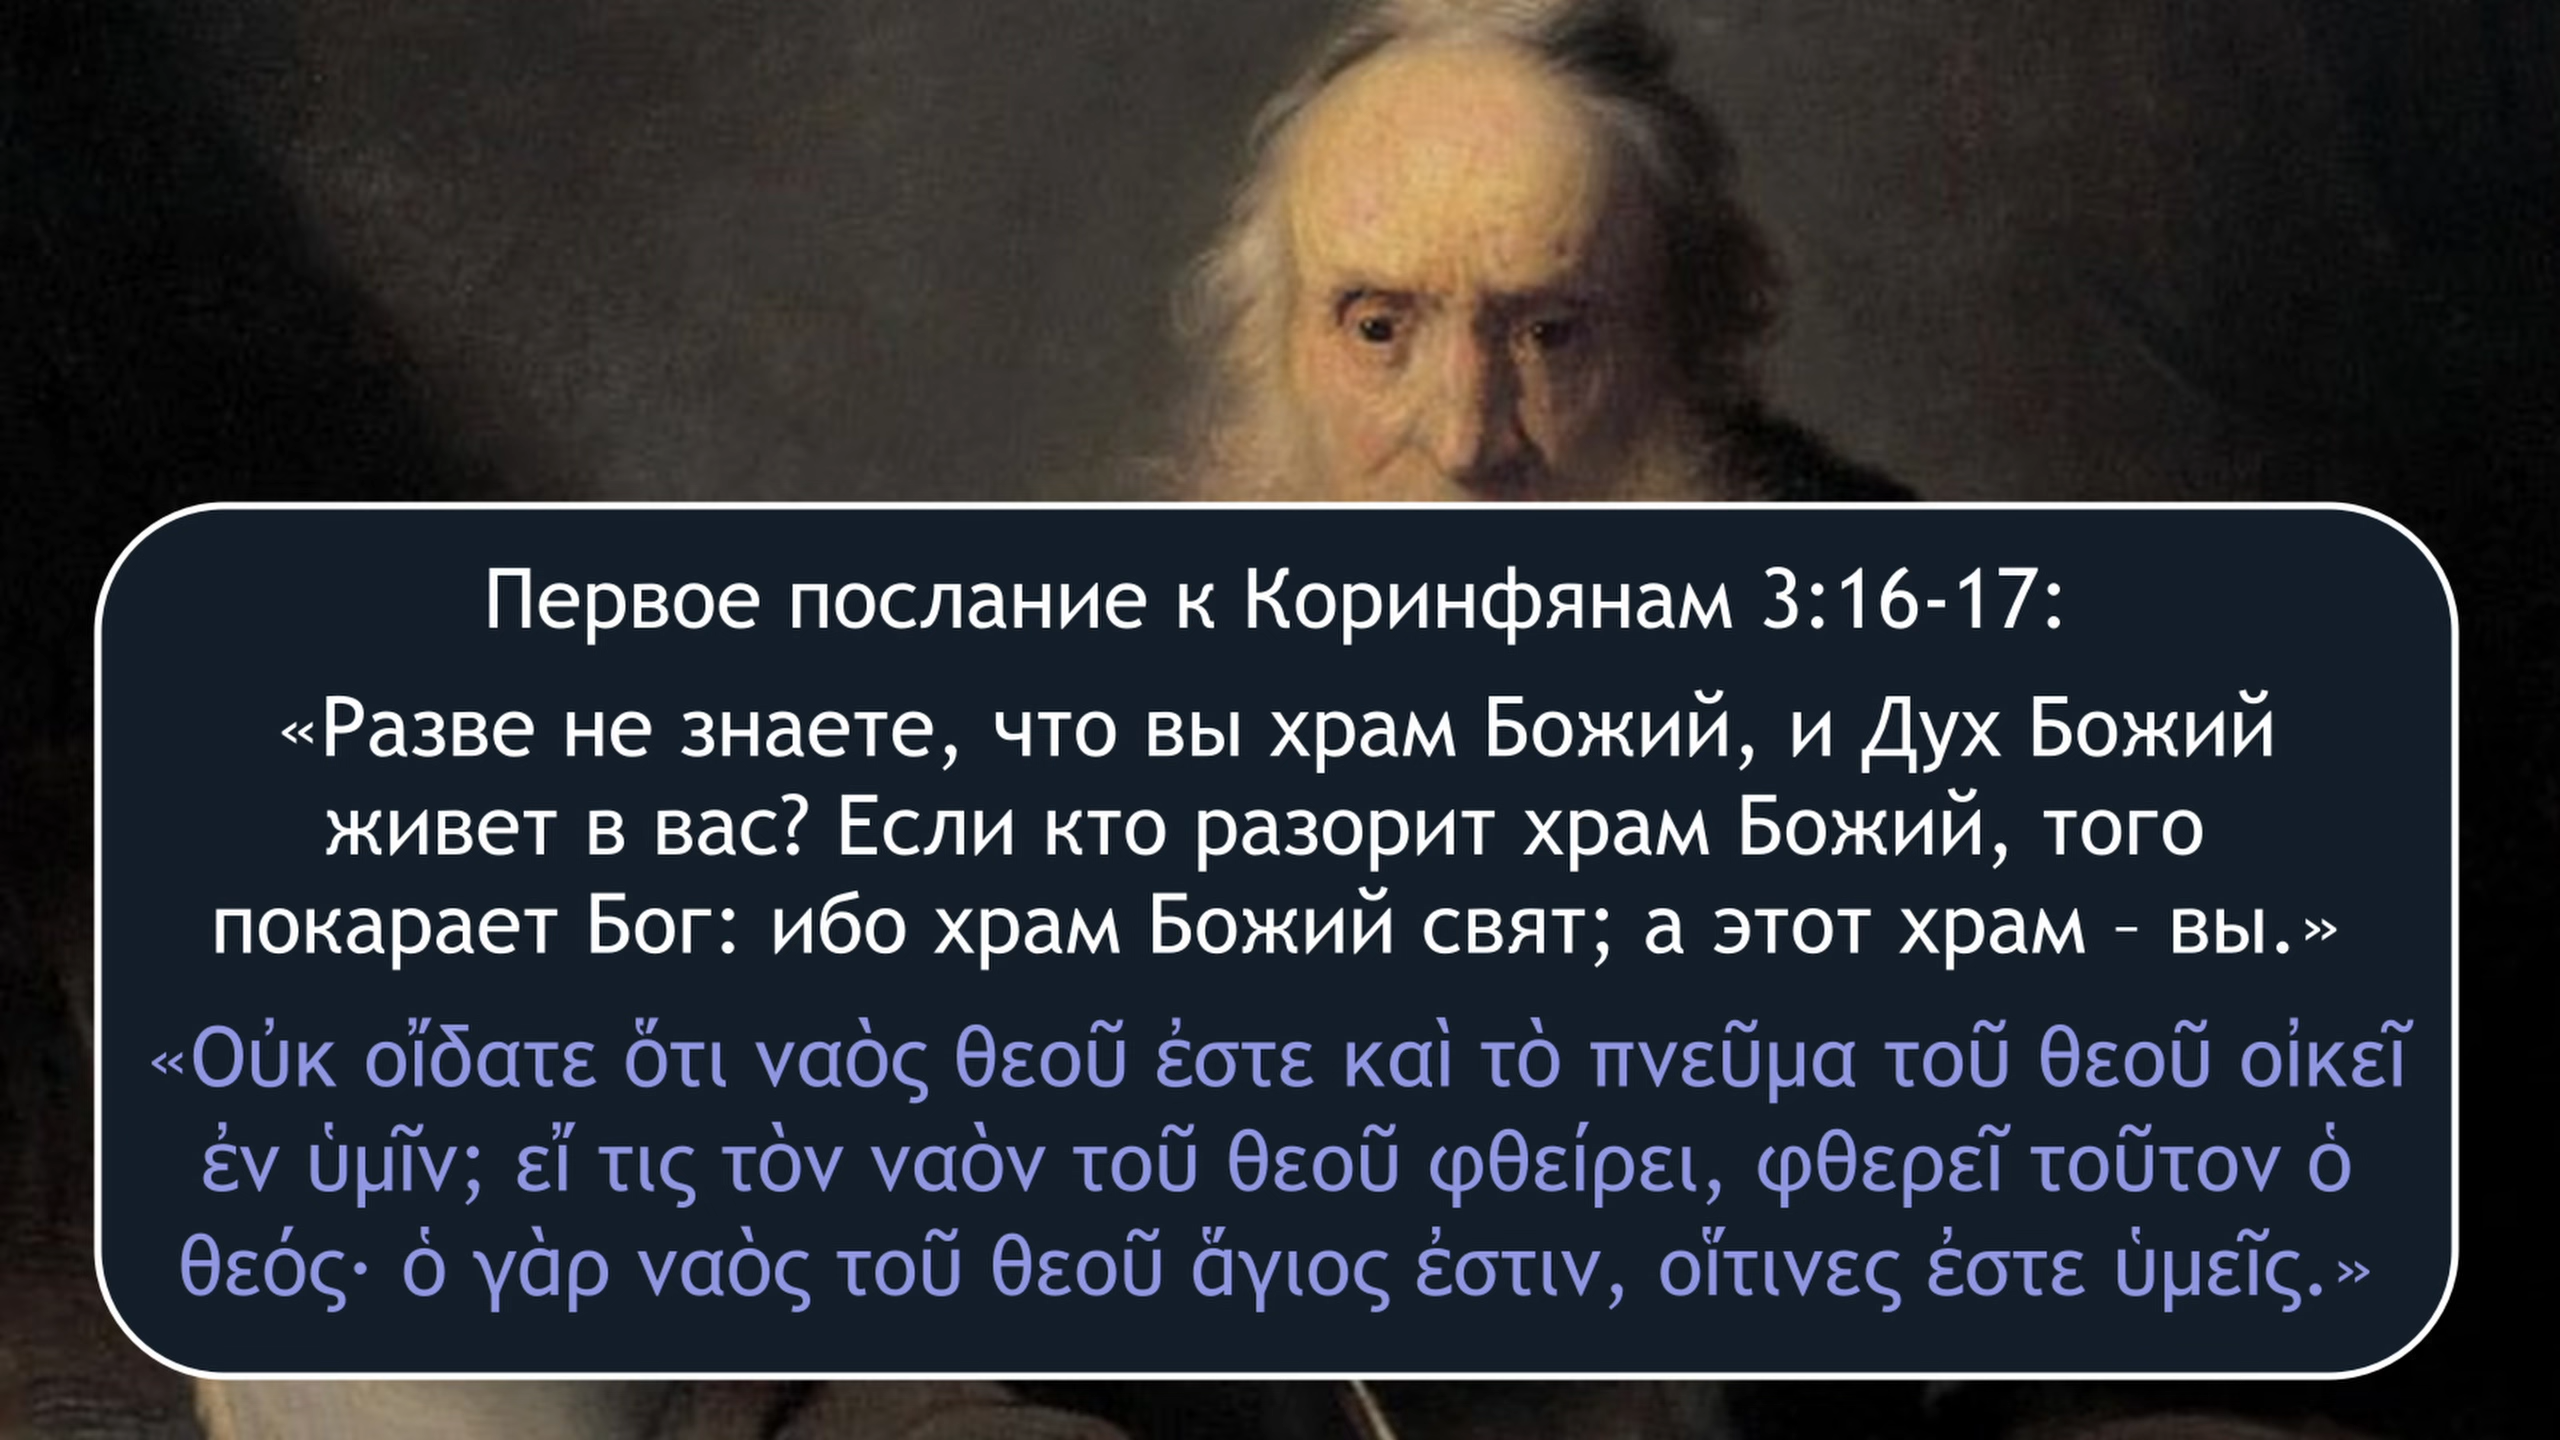 Первое послание к Коринфянам 3:16-17:
«Разве не знаете, что вы храм Божий, и Дух Божий
живет в вас? Если кто разорит храм Божий, того
покарает Бог: ибо храм Божий свят; а этот храм – вы.»
«Οὐκ οἴδατε ὅτι ναὸς θεοῦ ἐστε καὶ τὸ πνεῦμα τοῦ θεοῦ οἰκεῖ
ἐν ὑμῖν; εἴ τις τὸν ναὸν τοῦ θεοῦ φθείρει, φθερεῖ τοῦτον ὁ
θεός· ὁ γὰρ ναὸς τοῦ θεοῦ ἅγιος ἐστιν, οἵτινες ἐστε ὑμεῖς.»